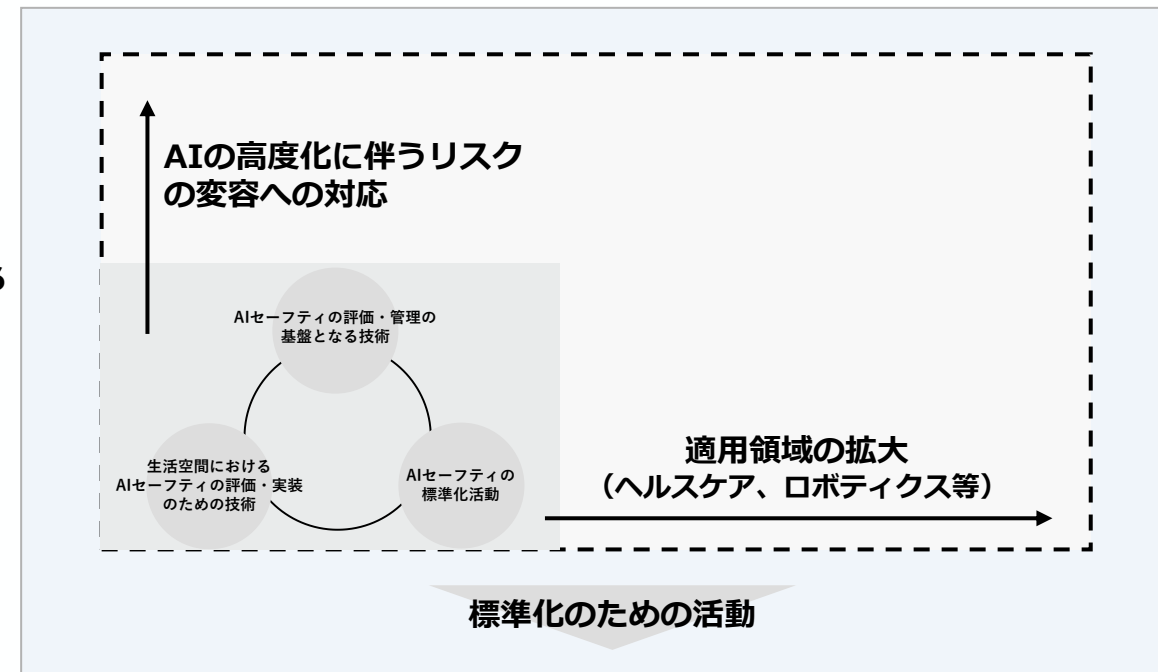 AIの高度化に伴うリスク
の変容への対応
AIセーフティの評価・管理の
基盤となる技術
生活空間における
AIセーフティの評価・実装
のための技術
AIセーフティの
標準化活動
適用領域の拡大
（ヘルスケア、ロボティクス等）
標準化のための活動